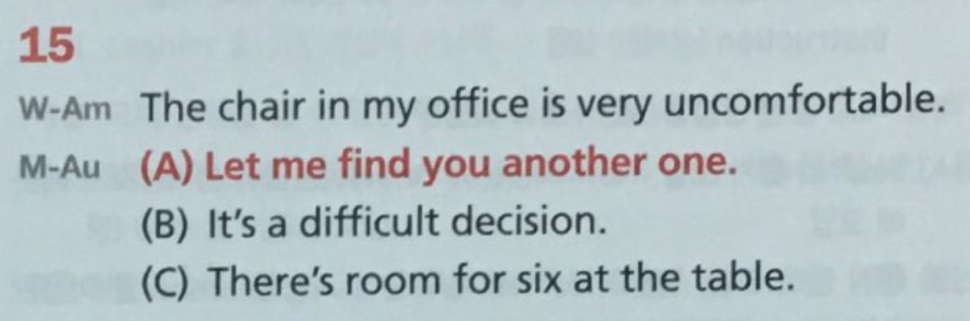 15
W-Am The chair in my office is very uncomfortable.
M-Au (A) Let me find you another one.
(B) It's a difficult decision.
(C) There's room for six at the table.